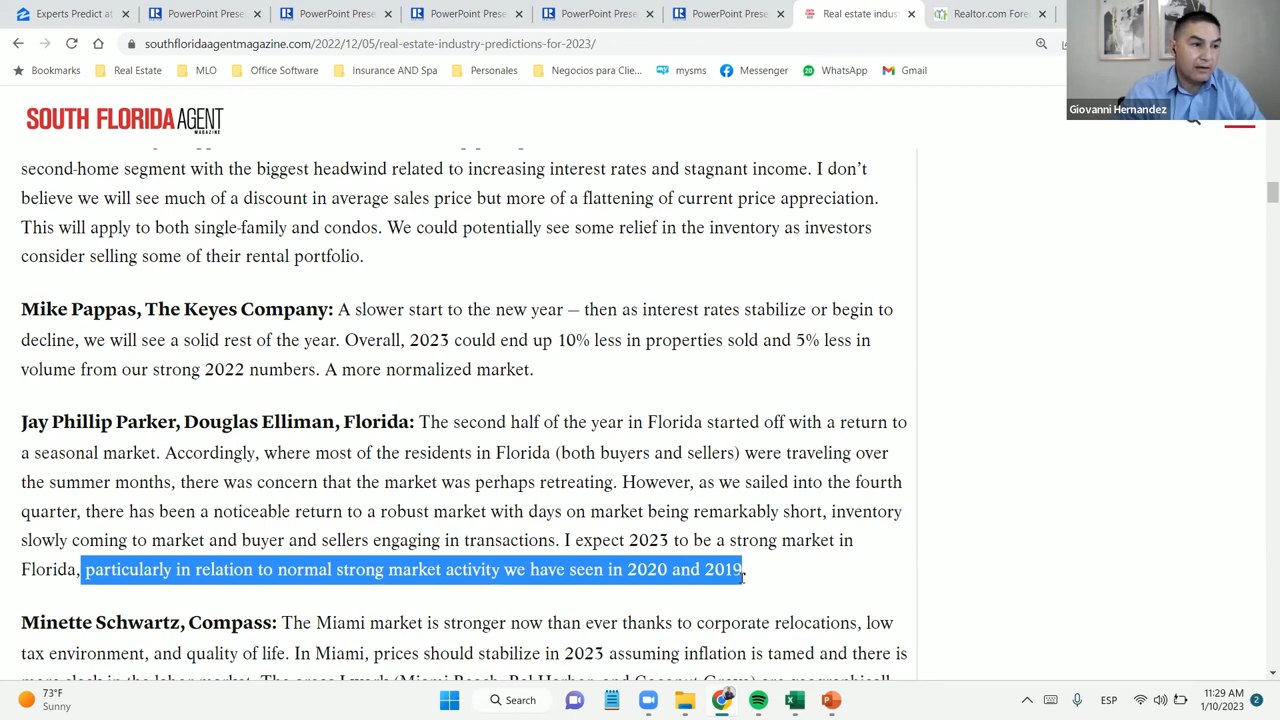 Experts Predict at
PowerPoint Prese
PowerPoint Prese
PowerPoint Prese
PowerPoint Prese
PowerPoint Prese
Real estate indust
Realtor.com Fore
southfloridaagentmagazine.com/2022/12/05/real-estate-industry-predictions-for-2023/
Bookmarks
Real Estate
MLO
Office Software
Insurance AND Spa
Personales
Negocios para Clie...
mysms
Messenger
WhatsApp
Gmail
Giovanni Hernandez
SOUTH FLORIDA AGENT
MAGAZINE
second-home segment with the biggest headwind related to increasing interest rates and stagnant income. I don’t
believe we will see much of a discount in average sales price but more of a flattening of current price appreciation.
This will apply to both single-family and condos. We could potentially see some relief in the inventory as investors
consider selling some of their rental portfolio.
Mike Pappas, The Keyes Company: A slower start to the new year – then as interest rates stabilize or begin to
decline, we will see a solid rest of the year. Overall, 2023 could end up 10% less in properties sold and 5% less in
volume from our strong 2022 numbers. A more normalized market.
Jay Phillip Parker, Douglas Elliman, Florida: The second half of the year in Florida started off with a return to
a seasonal market. Accordingly, where most of the residents in Florida (both buyers and sellers) were traveling over
the summer months, there was concern that the market was perhaps retreating. However, as we sailed into the fourth
quarter, there has been a noticeable return to a robust market with days on market being remarkably short, inventory
slowly coming to market and buyer and sellers engaging in transactions. I expect 2023 to be a strong market in
Florida, particularly in relation to normal strong market activity we have seen in 2020 and 2019.
Minette Schwartz, Compass: The Miami market is stronger now than ever thanks to corporate relocations, low
tax environment, and quality of life. In Miami, prices should stabilize in 2023 assuming inflation is tamed and there is
73°F
Sunny
Search
ESP
11:29 AM
1/10/2023
2